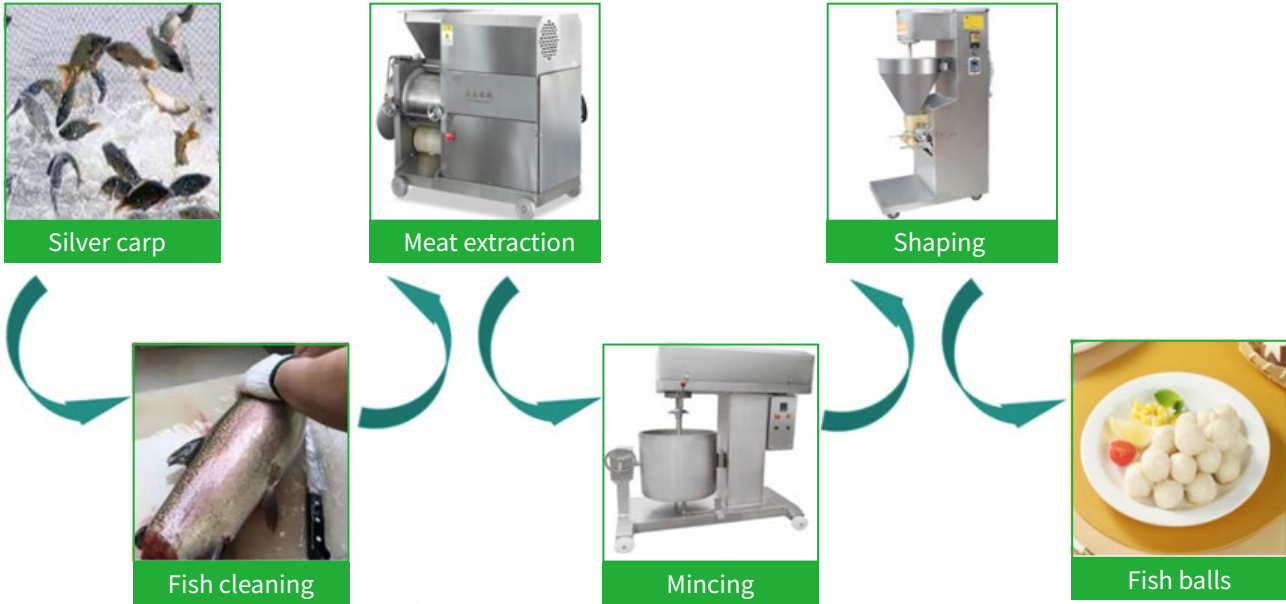 Silver carp
Fish cleaning
Meat extraction
Mincing
Shaping
Fish balls